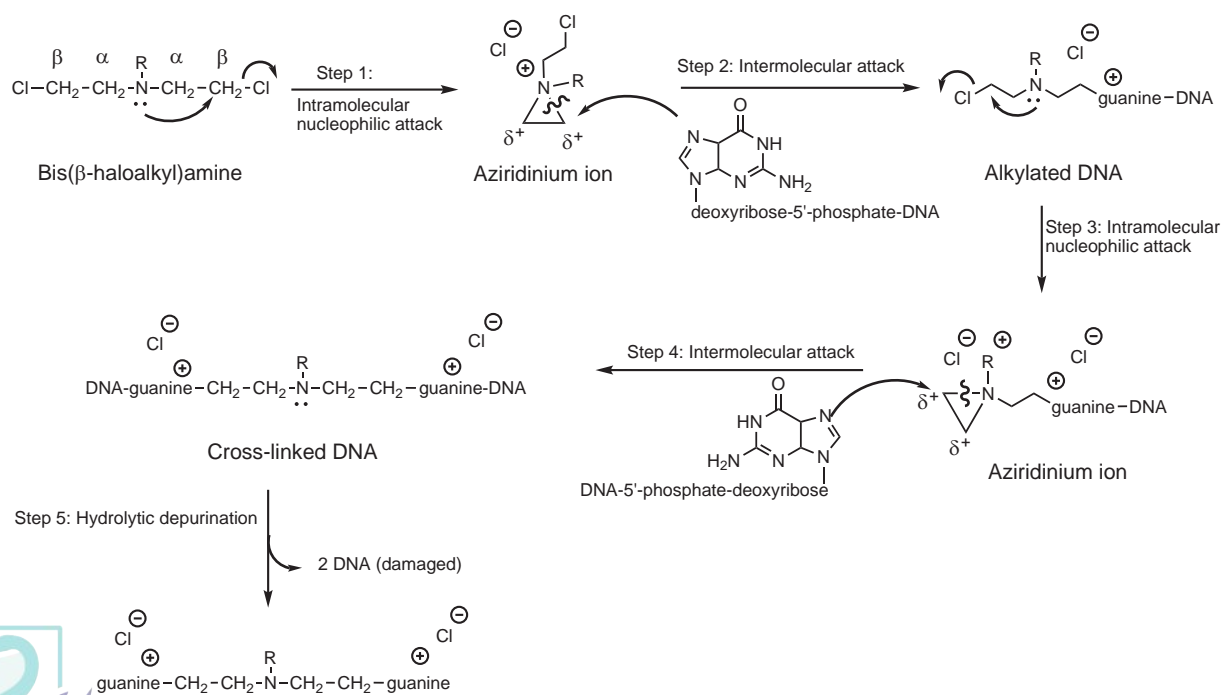 β α α β
R
Cl–CH2–CH2–N–CH2–CH2–Cl
Bis(β-haloalkyl)amine
Step 1:
Intramolecular
nucleophilic attack
Cl
⊖
Cl
⊕
N R
δ+ δ+
Aziridinium ion
Step 2: Intermolecular attack
O
N NH
N N NH2
deoxyribose-5'-phosphate-DNA
⊖
Cl
R ⊕
Cl N guanine–DNA
Alkylated DNA
Step 3: Intramolecular
nucleophilic attack
⊖ ⊖
Cl Cl
⊕ R ⊕
DNA-guanine–CH2–CH2–N–CH2–CH2–guanine-DNA
Cross-linked DNA
Step 4: Intermolecular attack
O
HN N
H2N N N
DNA-5'-phosphate-deoxyribose
⊖ ⊕ ⊖
Cl R Cl
⊕
δ+ N guanine–DNA
δ+
Aziridinium ion
Step 5: Hydrolytic depurination
2 DNA (damaged)
⊖ ⊖
Cl Cl
⊕ R ⊕
guanine–CH2–CH2–N–CH2–CH2–guanine